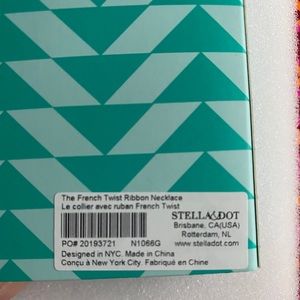 The French Twist Ribbon Necklace
Le collier avec ruban French Twist
STELLA&DOT
Brisbane, CA(USA)
Rotterdam, NL
PO# 20193721 N1066G www.stelladot.com
Designed in NYC. Made in China
Conçu à New York City. Fabriqué en Chine